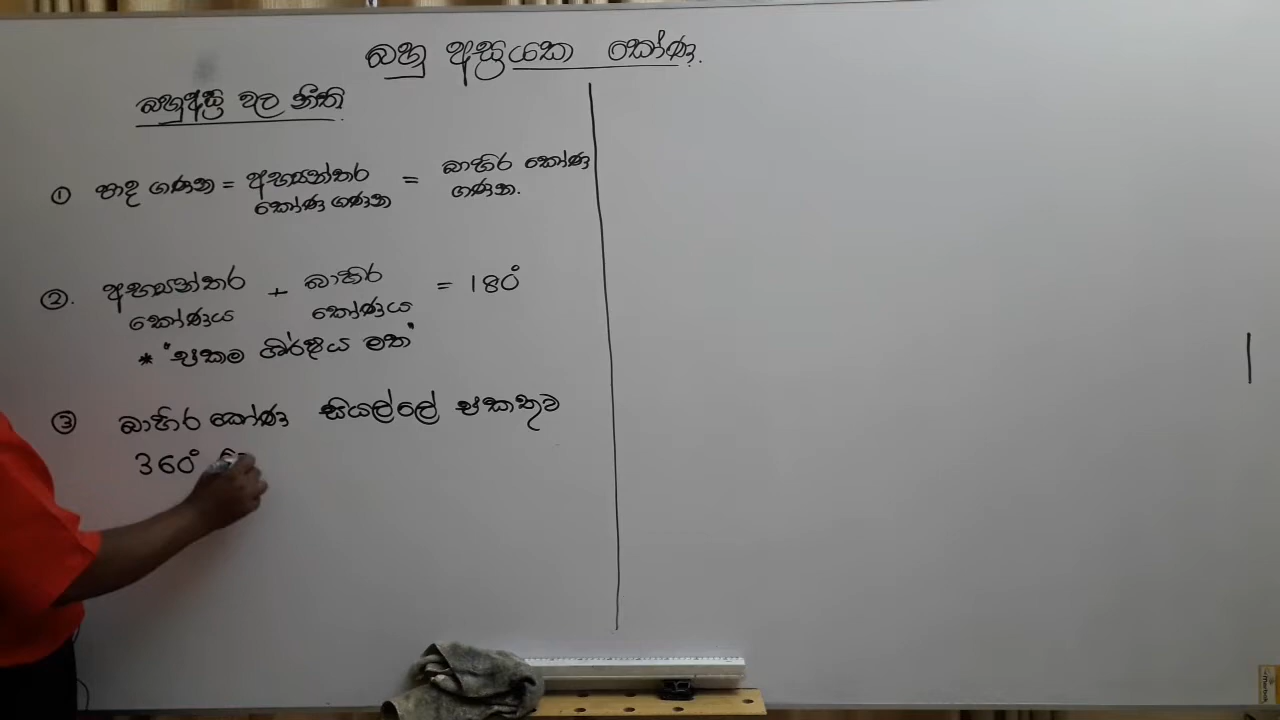 බහු අස්‍රයක කෝණ.
බහුඅස්‍ර වල නීති
① පාද ගණන = අභ්‍යන්තර කෝණ ගණන = බාහිර කෝණ ගණන.
②. අභ්‍යන්තර කෝණය + බාහිර කෝණය = 180°
* "එකම ශීර්ෂය මත"
③ බාහිර කෝණ සියල්ලේ එකතුව
360°